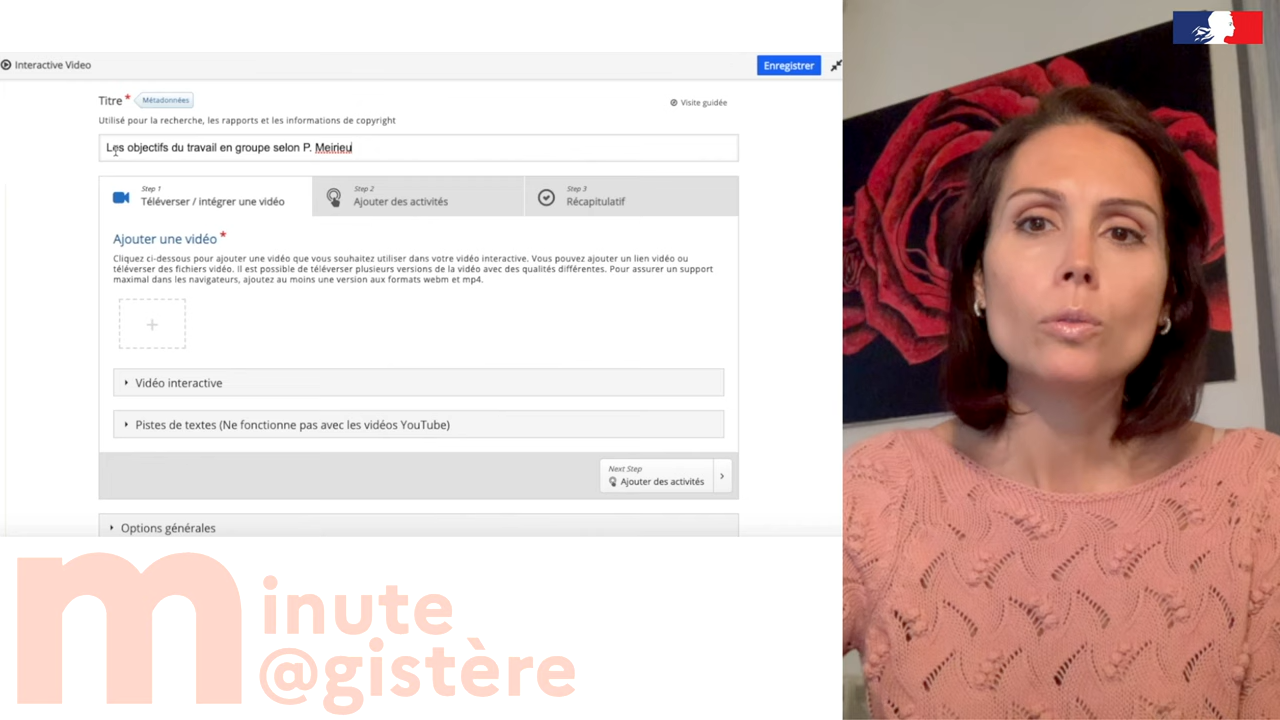 Interactive Video
Enregistrer
Titre * Métadonnées
Visite guidée
Utilisé pour la recherche, les rapports et les informations de copyright
Les objectifs du travail en groupe selon P. Meirieu
Step 1
Téléverser / intégrer une vidéo
Step 2
Ajouter des activités
Step 3
Récapitulatif
Ajouter une vidéo *
Cliquez ci-dessous pour ajouter une vidéo que vous souhaitez utiliser dans votre vidéo interactive. Vous pouvez ajouter un lien vidéo ou
téléverser des fichiers vidéo. Il est possible de téléverser plusieurs versions de la vidéo avec des qualités différentes. Pour assurer un support
maximal dans les navigateurs, ajoutez au moins une version aux formats webm et mp4.
Vidéo interactive
Pistes de textes (Ne fonctionne pas avec les vidéos YouTube)
Next Step
Ajouter des activités
Options générales
minute
@gistère